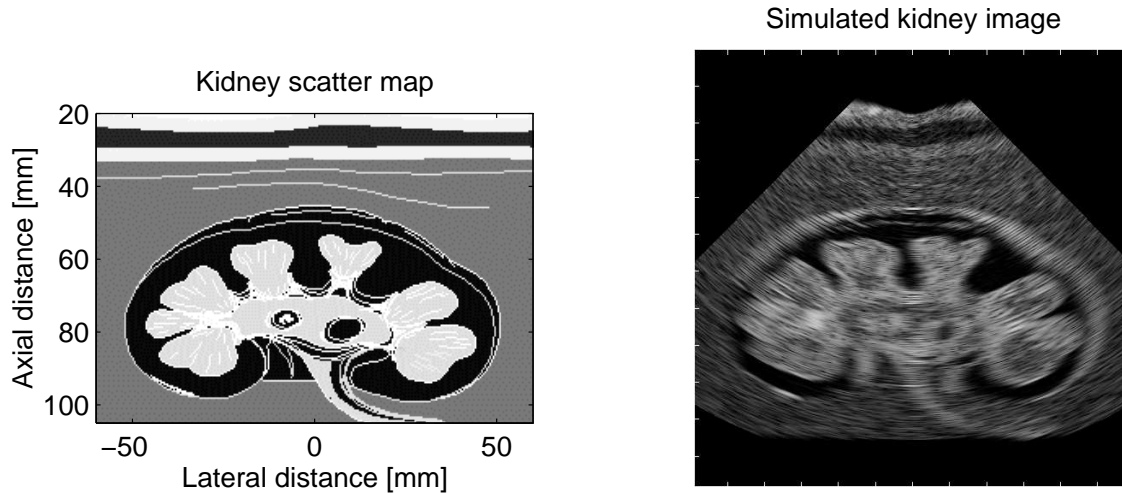 Simulated kidney image
Kidney scatter map
20
40
60
80
100
Axial distance [mm]
−50 0 50
Lateral distance [mm]